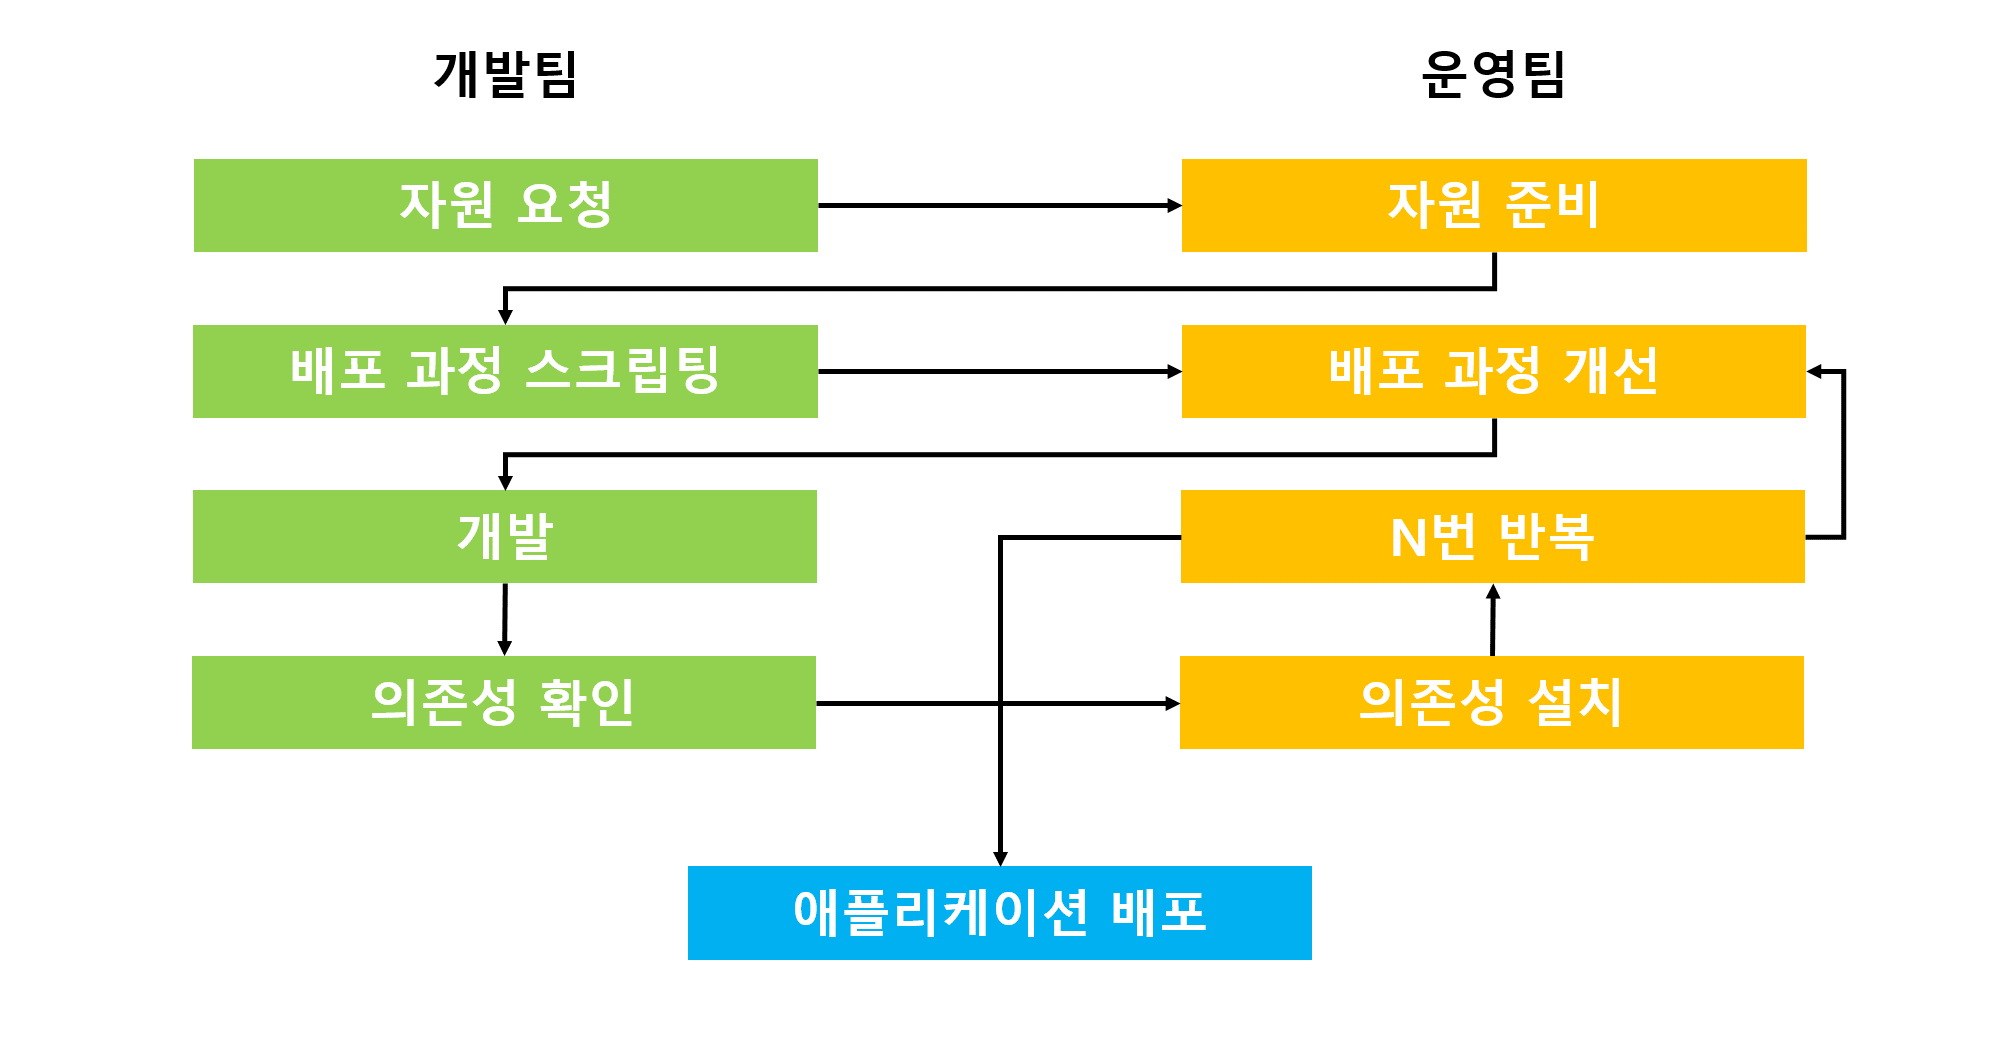 개발팀
운영팀
자원 요청
자원 준비
배포 과정 스크립팅
배포 과정 개선
개발
N번 반복
의존성 확인
의존성 설치
애플리케이션 배포